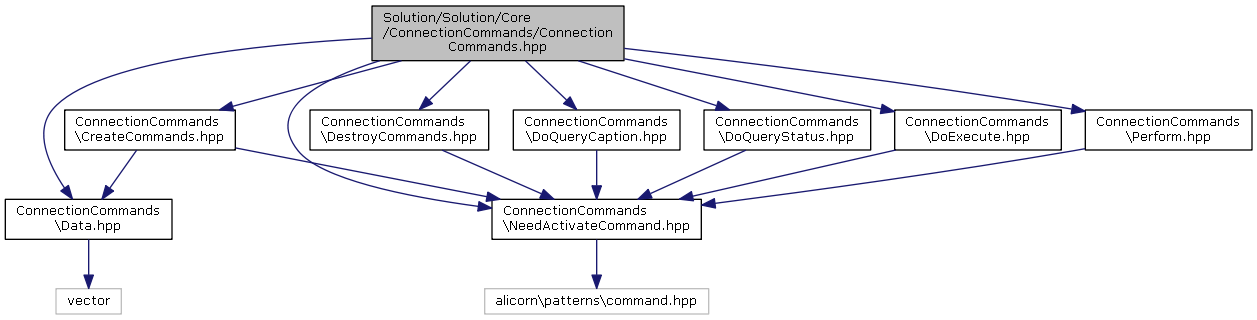 Solution/Solution/Core
/ConnectionCommands/Connection
Commands.hpp
ConnectionCommands
\CreateCommands.hpp
ConnectionCommands
\DestroyCommands.hpp
ConnectionCommands
\DoQueryCaption.hpp
ConnectionCommands
\DoQueryStatus.hpp
ConnectionCommands
\DoExecute.hpp
ConnectionCommands
\Perform.hpp
ConnectionCommands
\Data.hpp
ConnectionCommands
\NeedActivateCommand.hpp
vector
alicorn\patterns\command.hpp